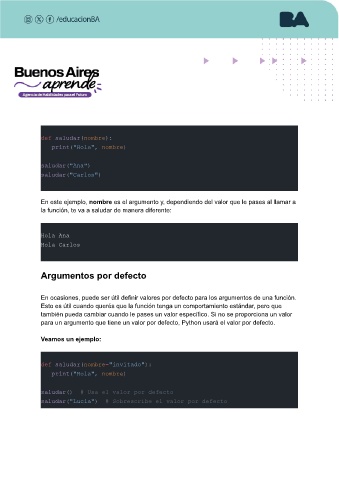 /educacionBA
BA
Buenos Aires
aprende
Agencia de Habilidades para el Futuro
def saludar(nombre):
print("Hola", nombre)
saludar("Ana")
saludar("Carlos")
En este ejemplo, nombre es el argumento y, dependiendo del valor que le pases al llamar a
la función, te va a saludar de manera diferente:
Hola Ana
Hola Carlos
Argumentos por defecto
En ocasiones, puede ser útil definir valores por defecto para los argumentos de una función.
Esto es útil cuando querés que la función tenga un comportamiento estándar, pero que
también pueda cambiar cuando le pases un valor específico. Si no se proporciona un valor
para un argumento que tiene un valor por defecto, Python usará el valor por defecto.
Veamos un ejemplo:
def saludar(nombre="invitado"):
print("Hola", nombre)
saludar() # Usa el valor por defecto
saludar("Lucía") # Sobrescribe el valor por defecto